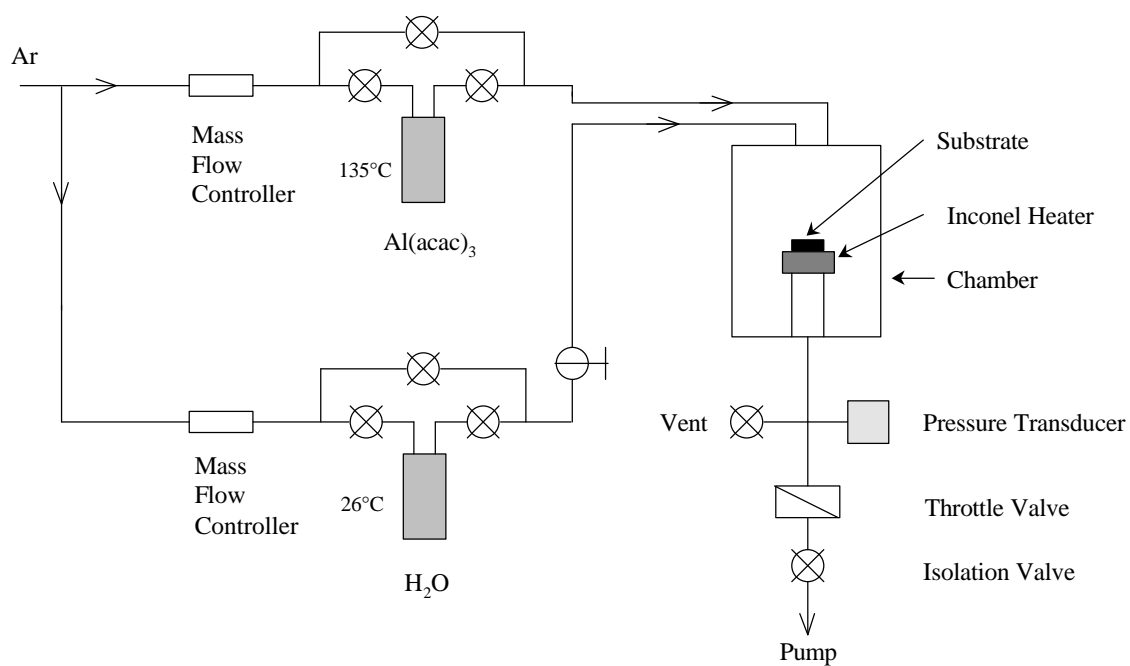 Ar
Mass
Flow
Controller
135°C
Al(acac)₃
Substrate
Inconel Heater
Chamber
Mass
Flow
Controller
26°C
H₂O
Vent
Pressure Transducer
Throttle Valve
Isolation Valve
Pump